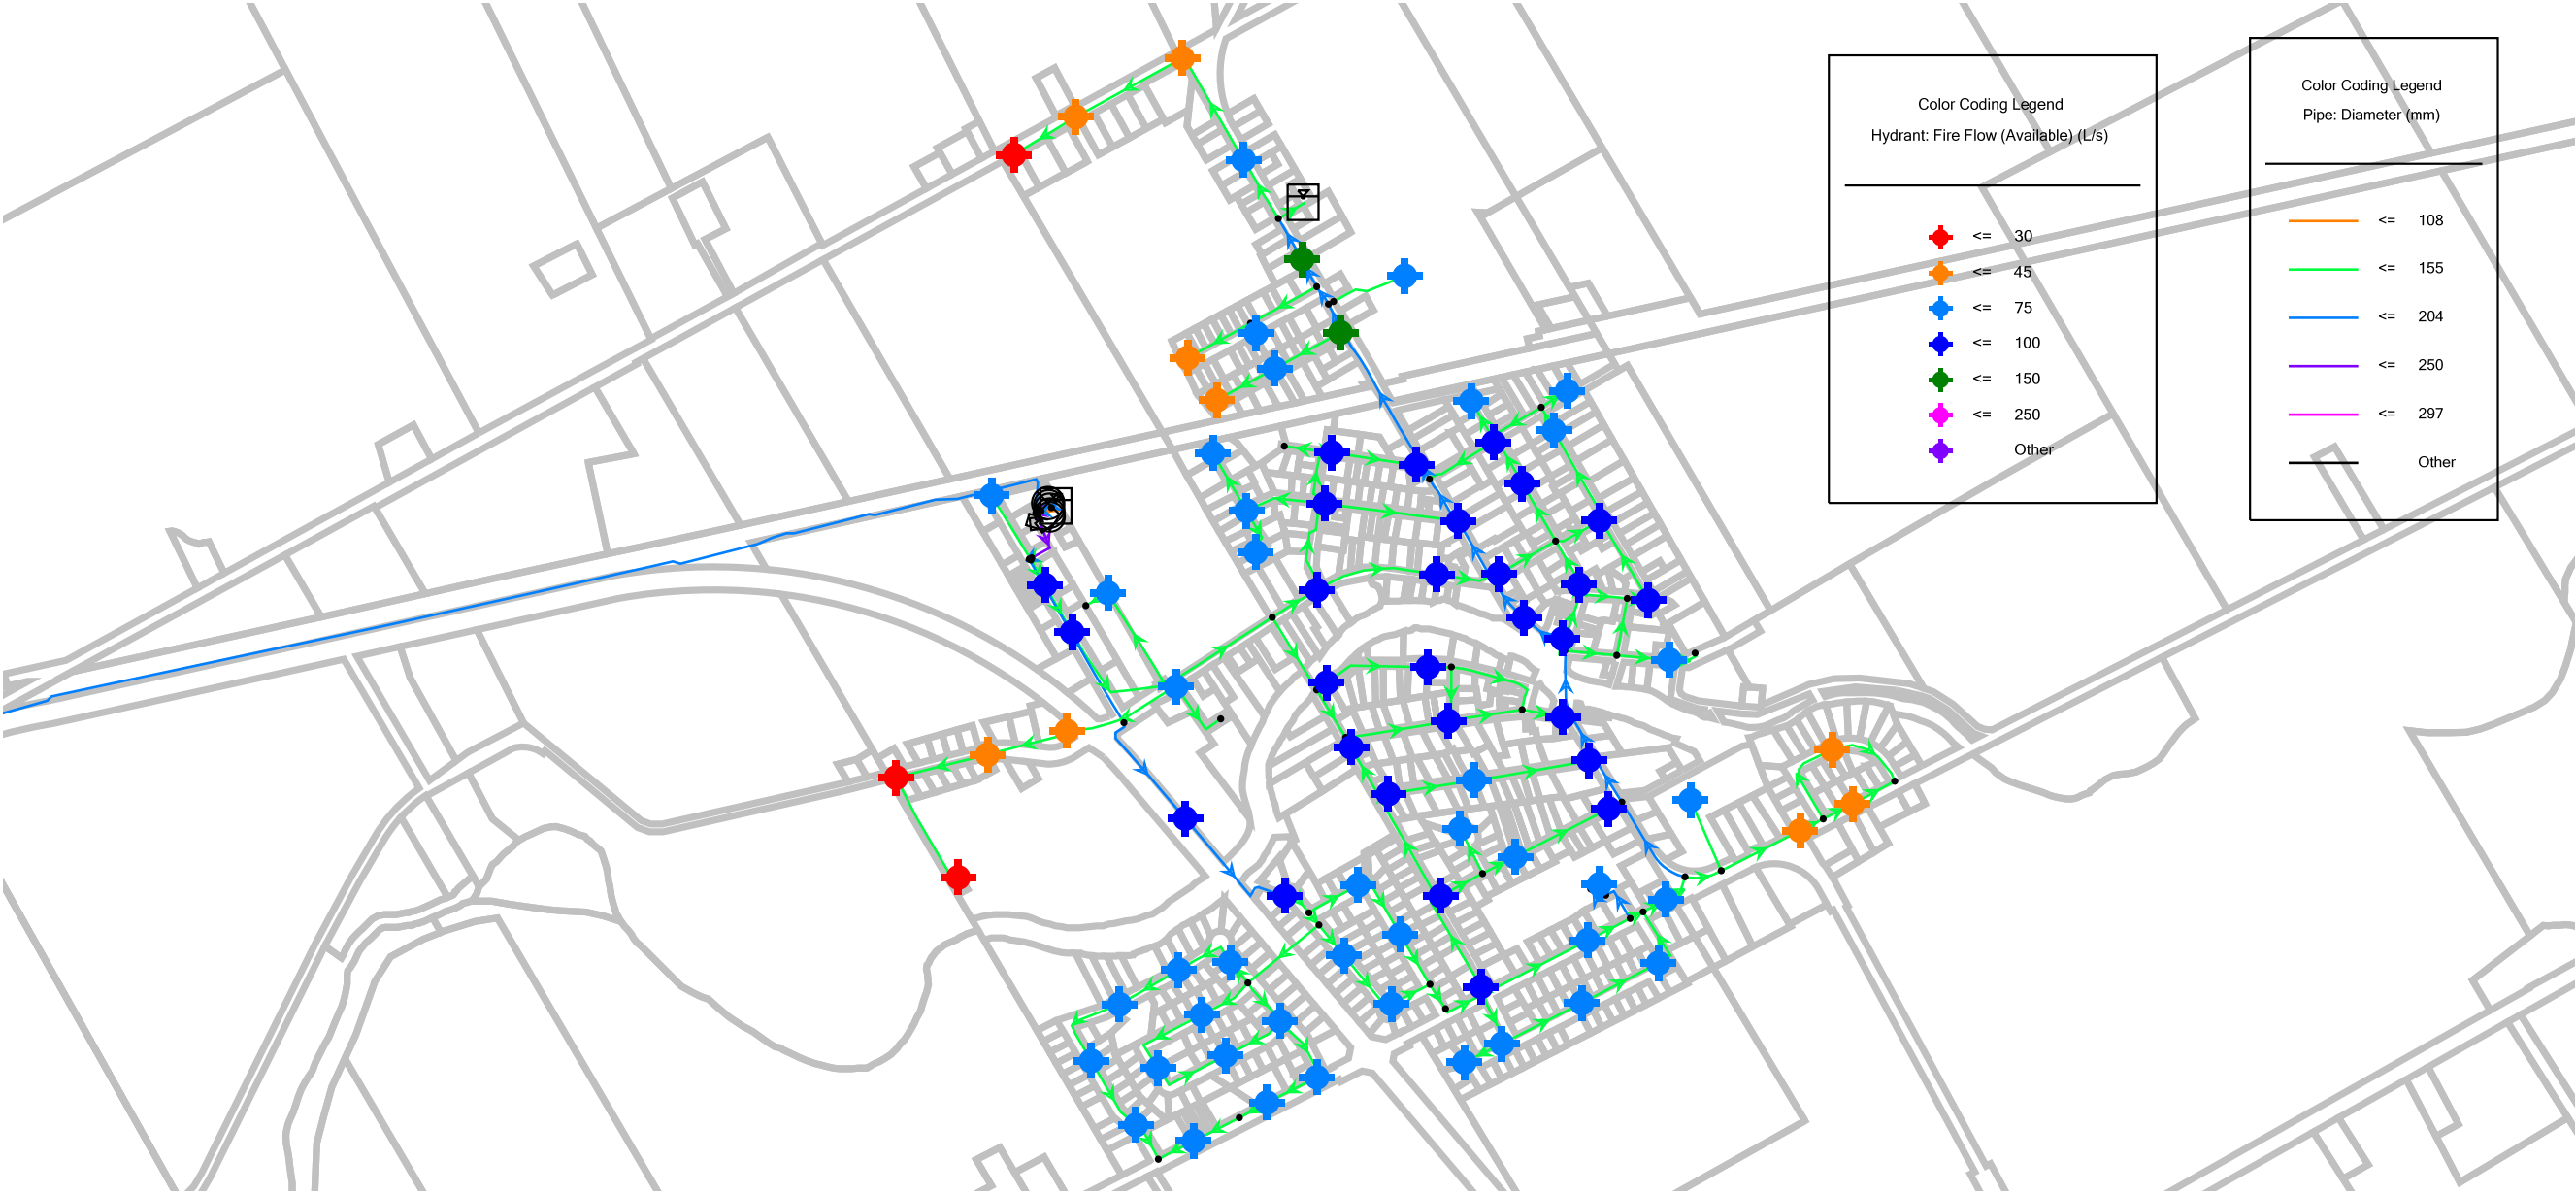 Color Coding Legend
Hydrant: Fire Flow (Available) (L/s)
<= 30
<= 45
<= 75
<= 100
<= 150
<= 250
Other
Color Coding Legend
Pipe: Diameter (mm)
<= 108
<= 155
<= 204
<= 250
<= 297
Other